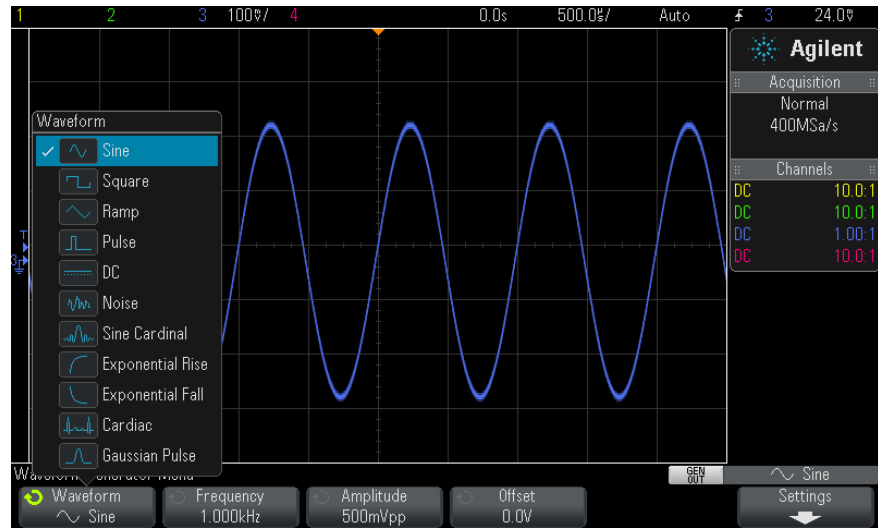 1 2 3 100mV/ 4 0.0s 500.0us/ Auto 3 24.0mV
Agilent
Acquisition
Normal
400MSa/s
Channels
DC 10.0:1
DC 10.0:1
DC 1.00:1
DC 10.0:1
Waveform
Sine
Square
Ramp
Pulse
DC
Noise
Sine Cardinal
Exponential Rise
Exponential Fall
Cardiac
Gaussian Pulse
T
3
Menu
GEN OUT
Sine
Waveform
Sine
Frequency
1.000kHz
Amplitude
500mVpp
Offset
0.0V
Settings